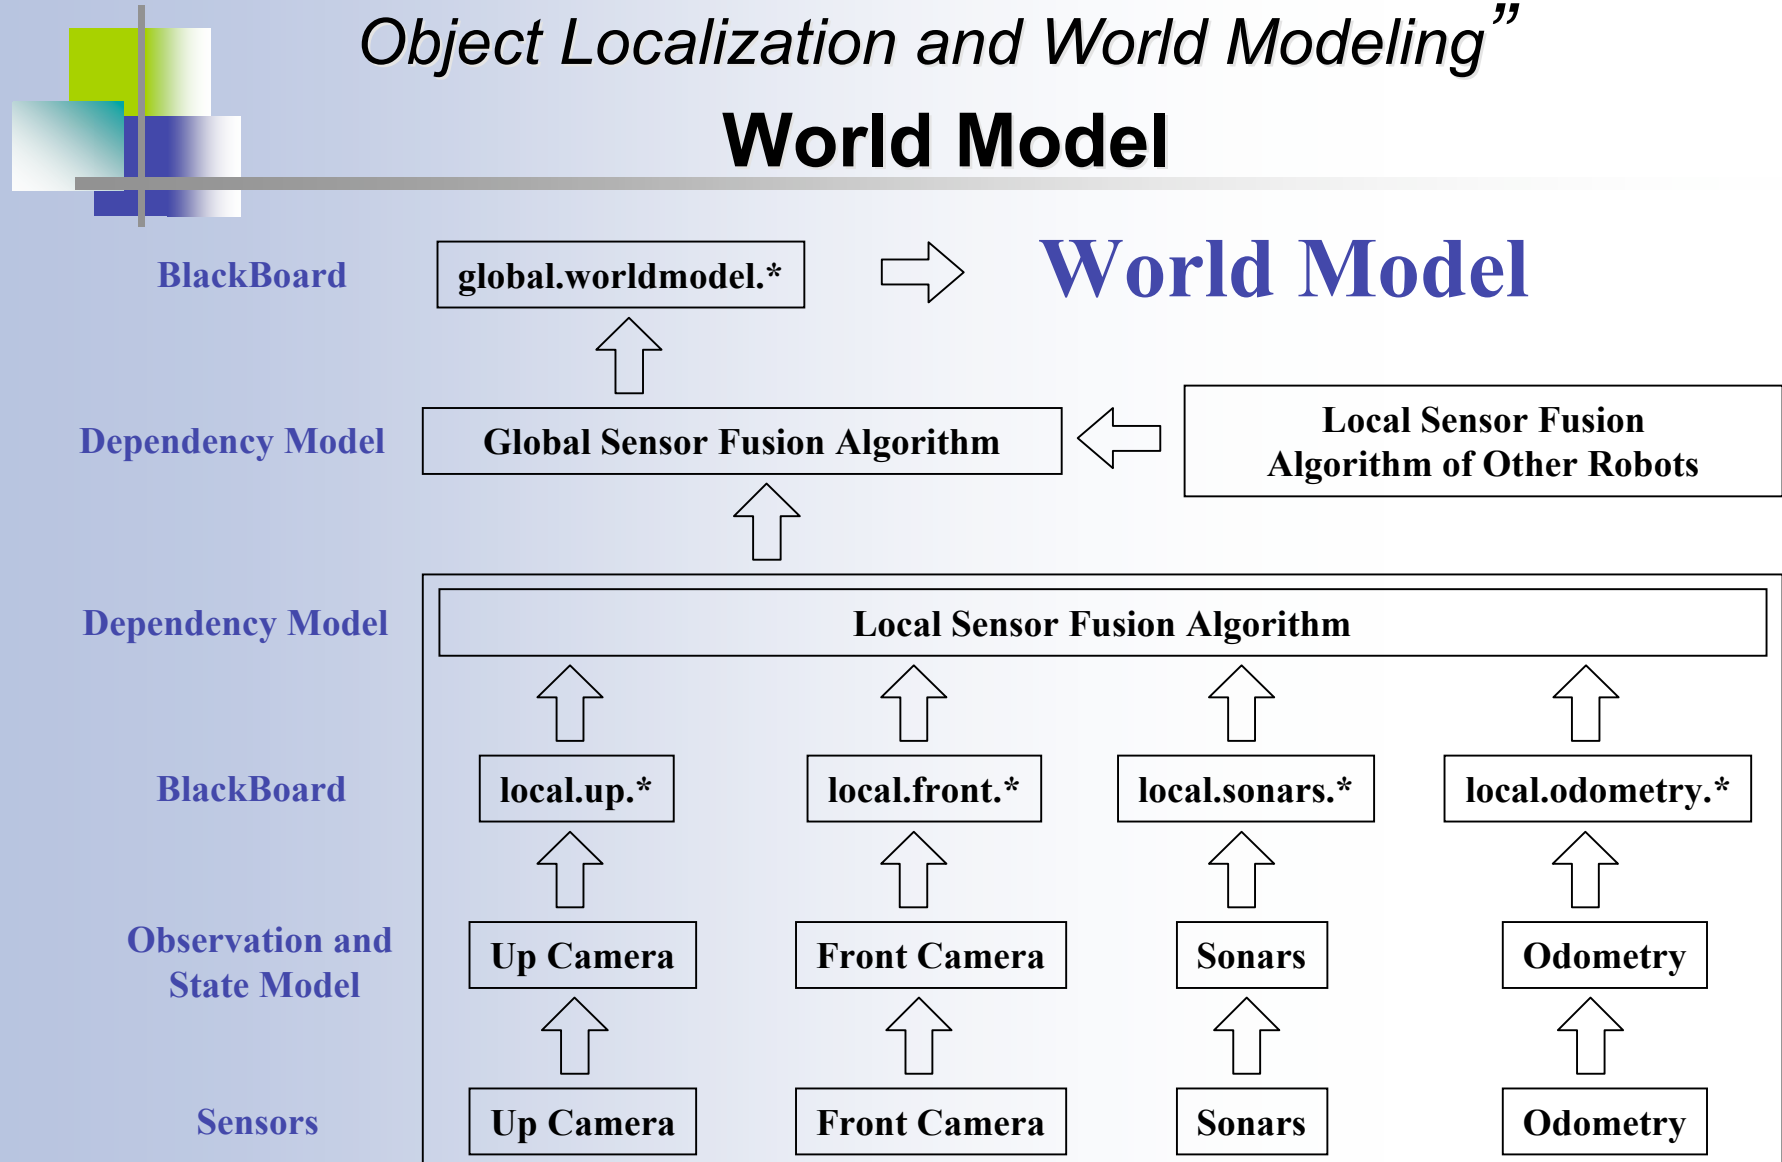 Object Localization and World Modeling”
World Model
BlackBoard global.worldmodel.* World Model
Dependency Model Global Sensor Fusion Algorithm Local Sensor Fusion
Algorithm of Other Robots
Dependency Model Local Sensor Fusion Algorithm
BlackBoard local.up.* local.front.* local.sonars.* local.odometry.*
Observation and
State Model Up Camera Front Camera Sonars Odometry
Sensors Up Camera Front Camera Sonars Odometry